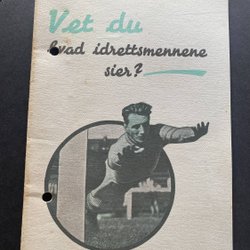 Vet du
hvad idrettsmennene
sier?